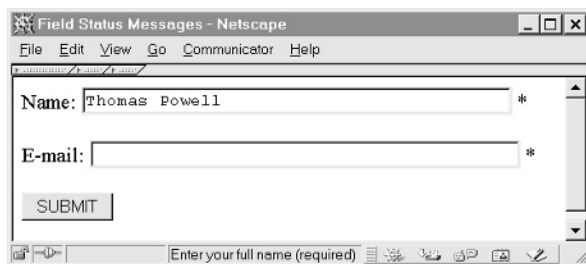 Field Status Messages - Netscape
File Edit View Go Communicator Help
Name: Thomas Powell *
E-mail: *
SUBMIT
Enter your full name (required)